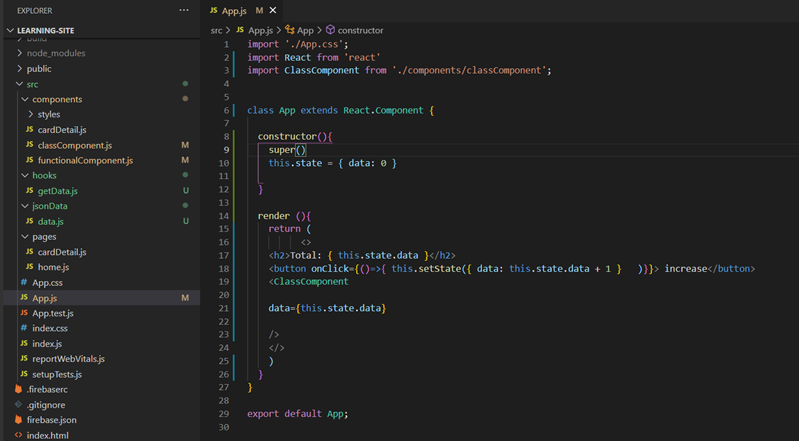 EXPLORER
...
LEARNING-SITE
node_modules
public
src
components
styles
JS cardDetail.js
JS classComponent.js M
JS functionalComponent.js M
hooks
JS getData.js U
jsonData
JS data.js U
pages
JS cardDetail.js
JS home.js
# App.css
JS App.js M
JS App.test.js
# index.css
JS index.js
JS reportWebVitals.js
JS setupTests.js
.firebaserc
.gitignore
firebase.json
<> index.html
JS App.js M ×
src > JS App.js > App > constructor
1 import './App.css';
2 import React from 'react'
3 import ClassComponent from './components/classComponent';
4
5
6 class App extends React.Component {
7
8 constructor(){
9 super()
10 this.state = { data: 0 }
11
12 }
13
14 render (){
15 return (
16 <>
17 <h2>Total: { this.state.data }</h2>
18 <button onClick={()=>{ this.setState({ data: this.state.data + 1 }   )}}> increase</button>
19 <ClassComponent
20
21 data={this.state.data}
22
23 />
24 </>
25 )
26 }
27 }
28
29 export default App;
30